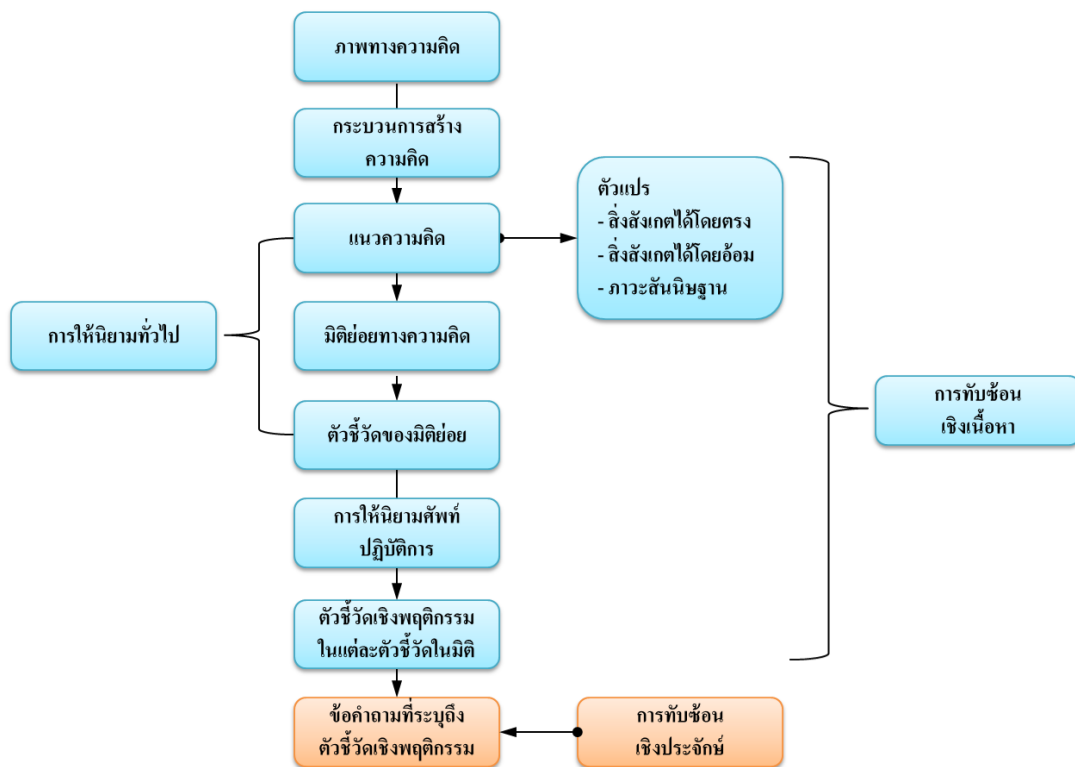 ภาพทางความคิด
กระบวนการสร้าง
ความคิด
แนวความคิด
ตัวแปร
- สิ่งสังเกตได้โดยตรง
- สิ่งสังเกตได้โดยอ้อม
- ภาวะสันนิษฐาน
การให้นิยามทั่วไป
มิติย่อยทางความคิด
ตัวชี้วัดของมิติย่อย
การทับซ้อน
เชิงเนื้อหา
การให้นิยามศัพท์
ปฏิบัติการ
ตัวชี้วัดเชิงพฤติกรรม
ในแต่ละตัวชี้วัดในมิติ
ข้อคำถามที่ระบุถึง
ตัวชี้วัดเชิงพฤติกรรม
การทับซ้อน
เชิงประจักษ์